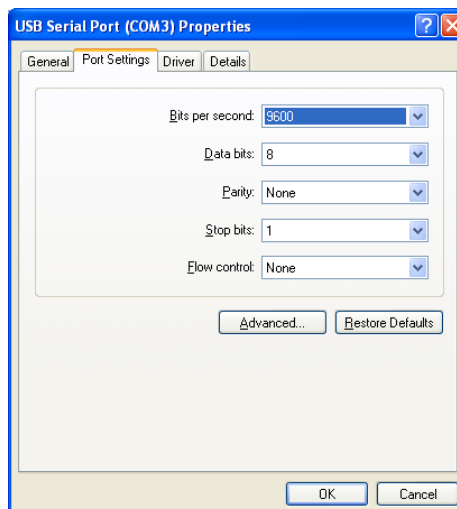 USB Serial Port (COM3) Properties
General Port Settings Driver Details
Bits per second: 9600
Data bits: 8
Parity: None
Stop bits: 1
Flow control: None
Advanced... Restore Defaults
OK Cancel